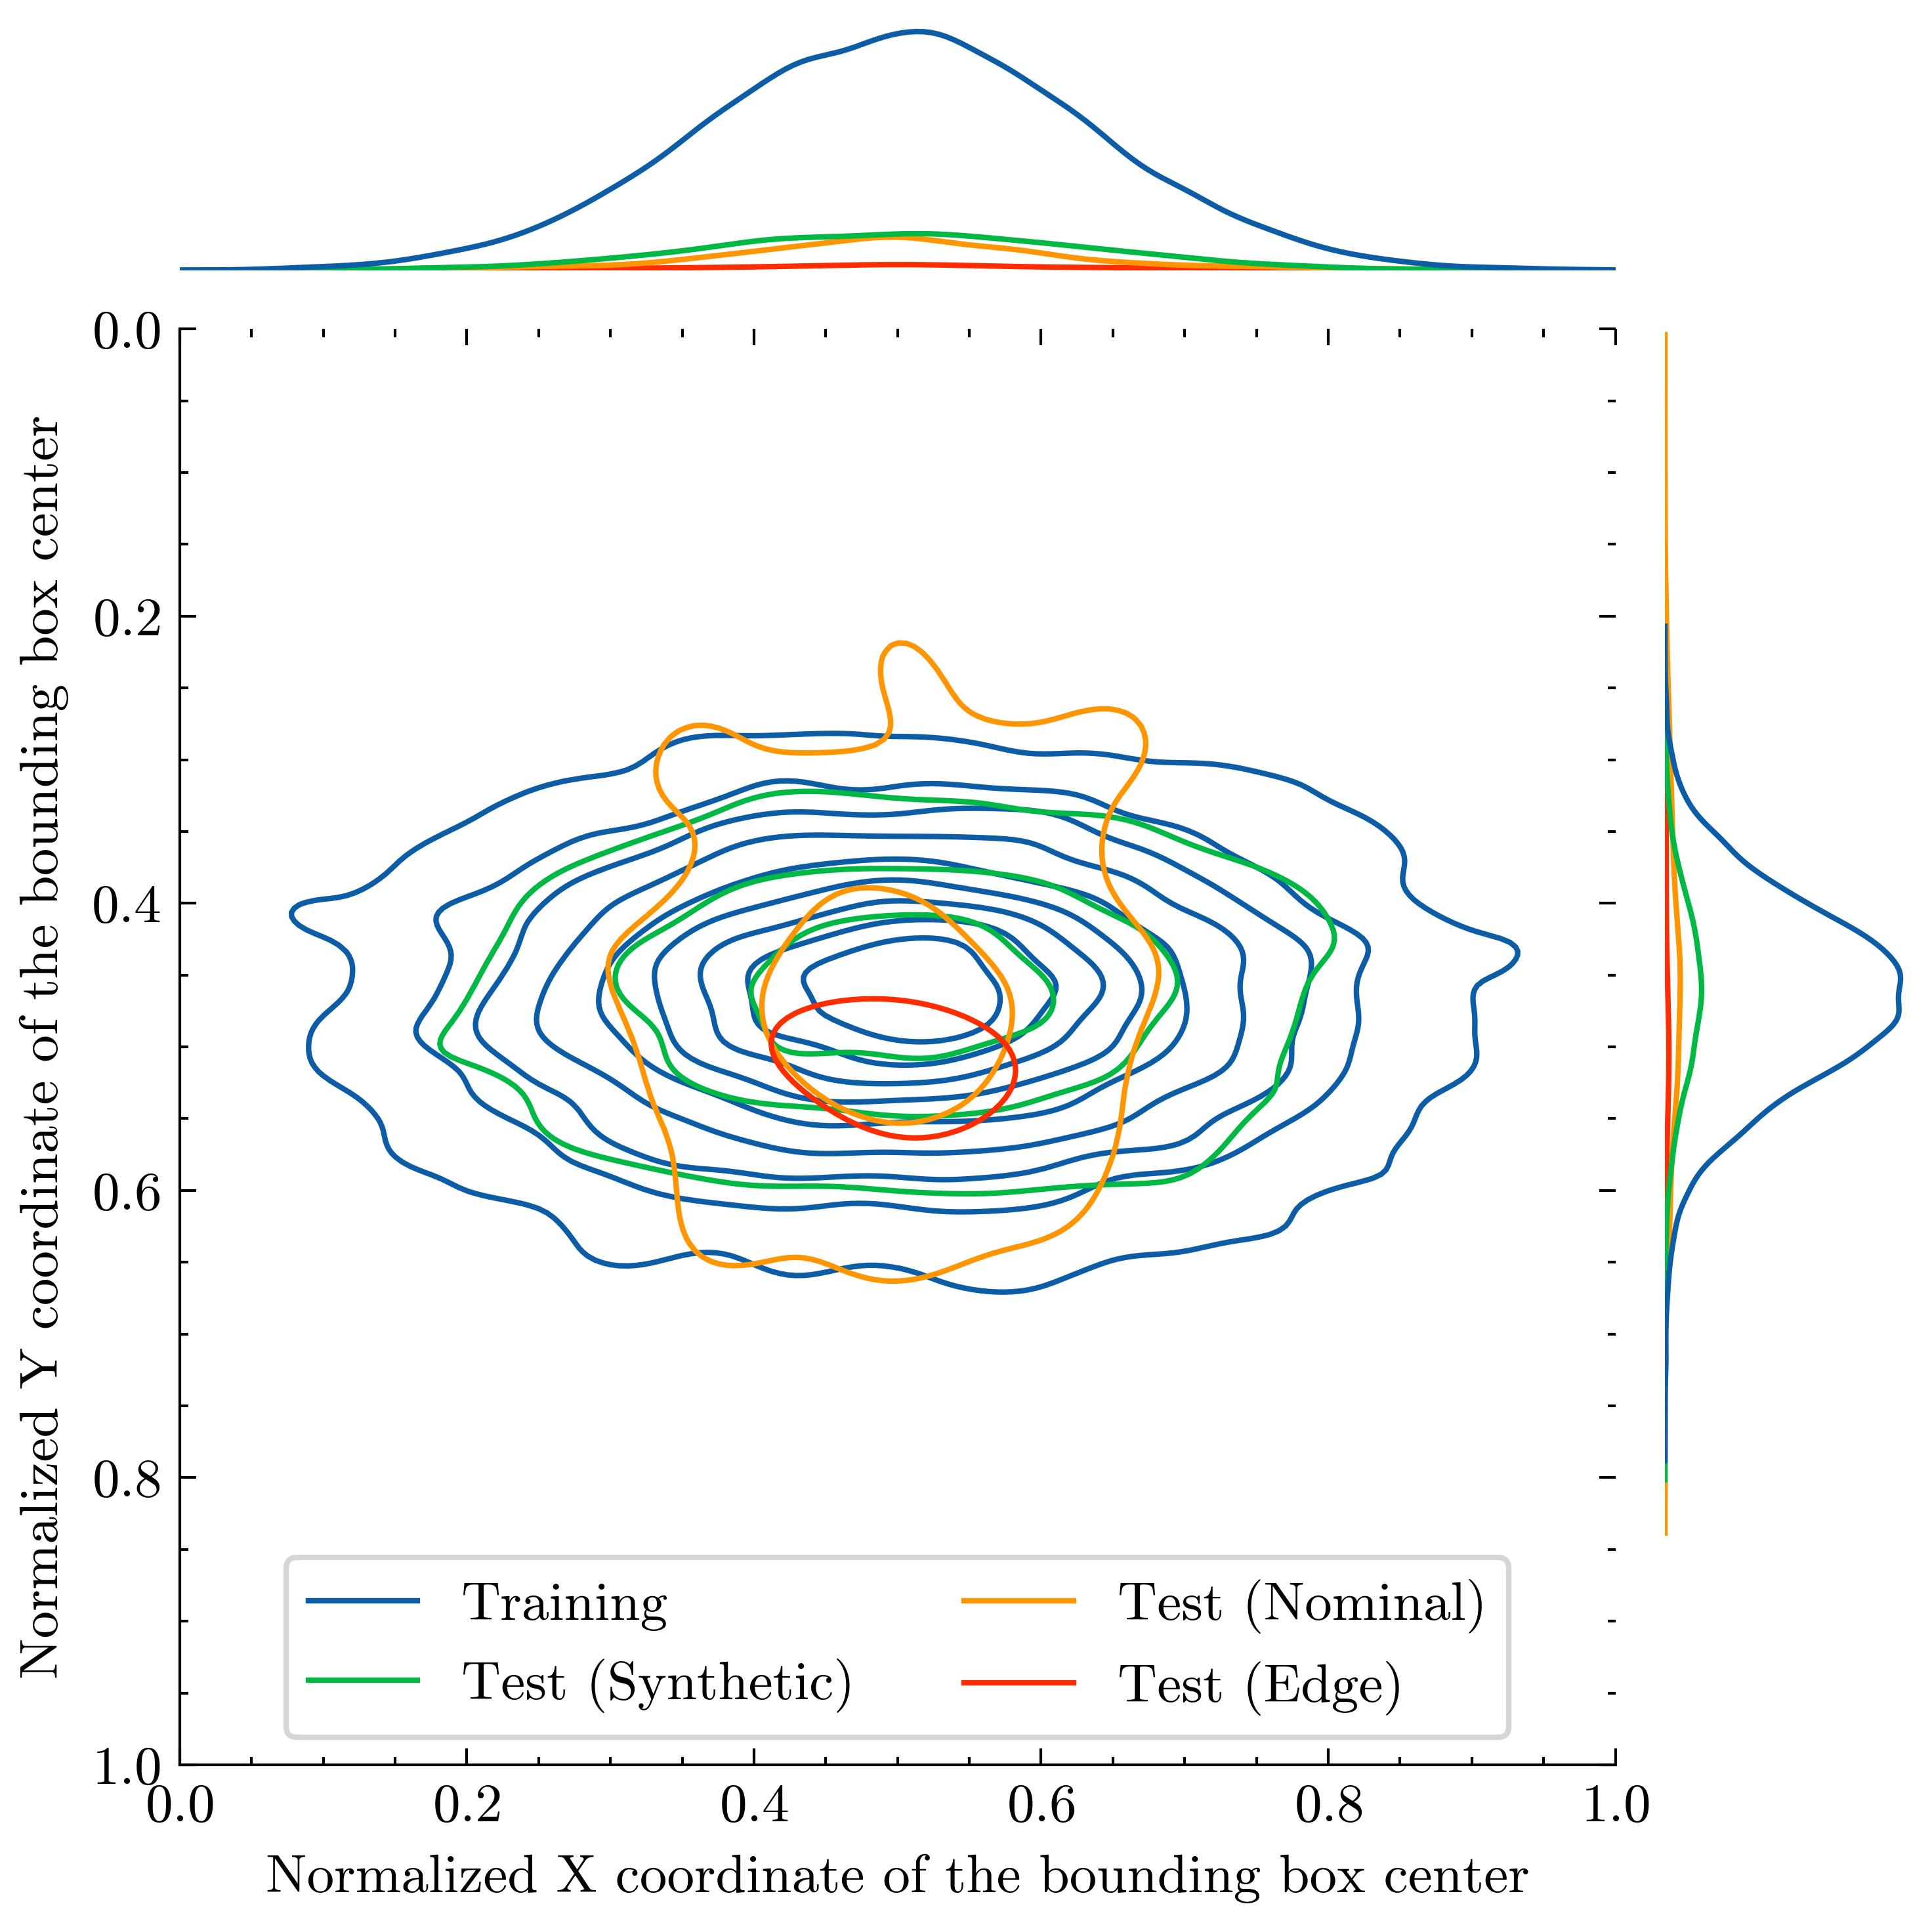 0.0
0.2
0.4
0.6
0.8
1.0
Normalized Y coordinate of the bounding box center
Training
Test (Synthetic)
Test (Nominal)
Test (Edge)
0.0 0.2 0.4 0.6 0.8 1.0
Normalized X coordinate of the bounding box center